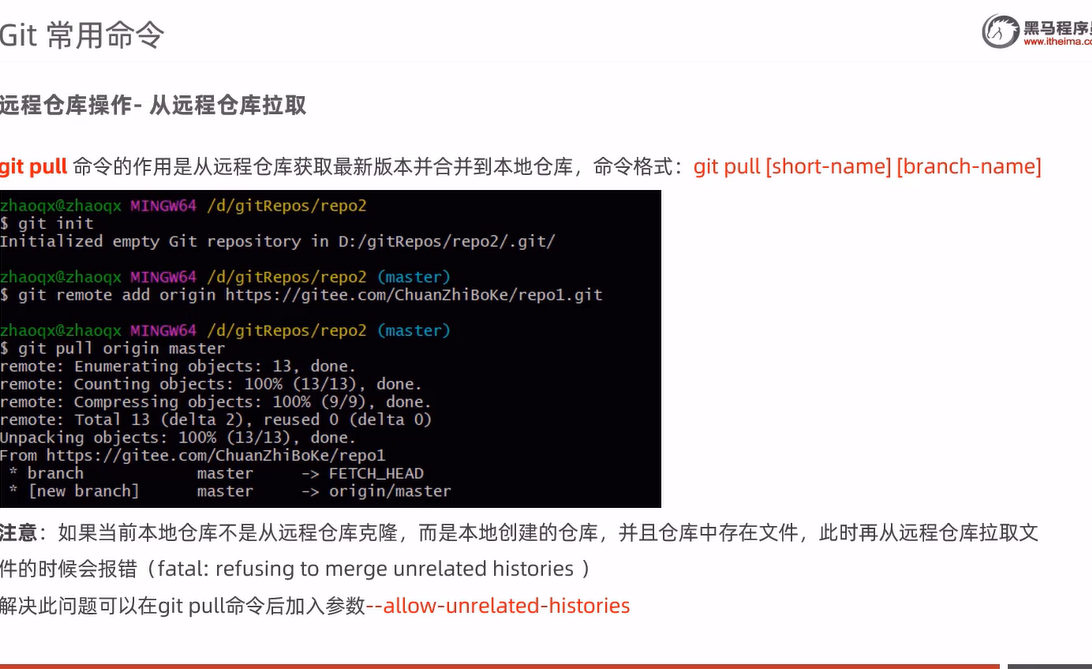 Git 常用命令
黑马程序
www.itheima.co
远程仓库操作- 从远程仓库拉取
git pull 命令的作用是从远程仓库获取最新版本并合并到本地仓库，命令格式：git pull [short-name] [branch-name]
zhaoqx@zhaoqx MINGW64 /d/gitRepos/repo2
$ git init
Initialized empty Git repository in D:/gitRepos/repo2/.git/
zhaoqx@zhaoqx MINGW64 /d/gitRepos/repo2 (master)
$ git remote add origin https://gitee.com/ChuanZhiBoKe/repo1.git
zhaoqx@zhaoqx MINGW64 /d/gitRepos/repo2 (master)
$ git pull origin master
remote: Enumerating objects: 13, done.
remote: Counting objects: 100% (13/13), done.
remote: Compressing objects: 100% (9/9), done.
remote: Total 13 (delta 2), reused 0 (delta 0)
Unpacking objects: 100% (13/13), done.
From https://gitee.com/ChuanZhiBoKe/repo1
* branch master -> FETCH_HEAD
* [new branch] master -> origin/master
注意：如果当前本地仓库不是从远程仓库克隆，而是本地创建的仓库，并且仓库中存在文件，此时再从远程仓库拉取文
件的时候会报错（fatal: refusing to merge unrelated histories ）
解决此问题可以在git pull命令后加入参数--allow-unrelated-histories